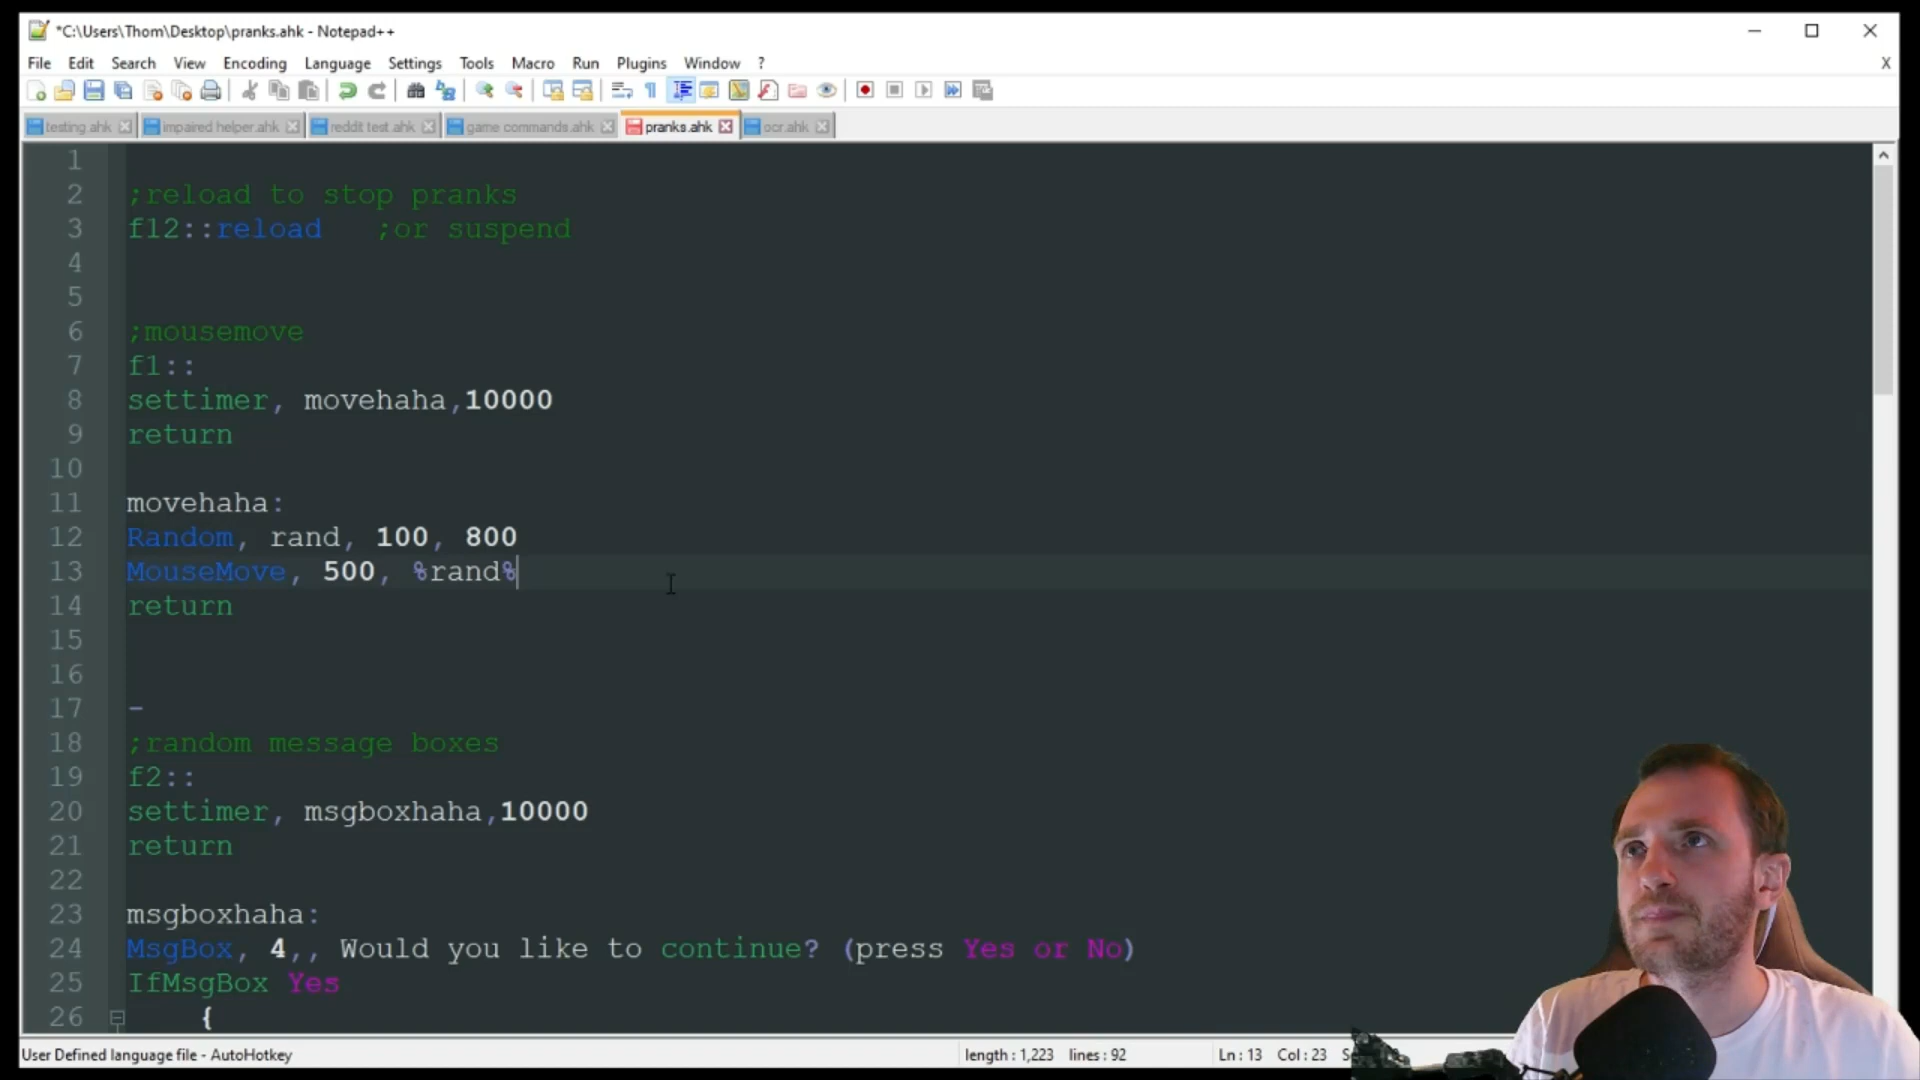 *C:\Users\Thom\Desktop\pranks.ahk - Notepad++
File Edit Search View Encoding Language Settings Tools Macro Run Plugins Window ? X
testing.ahk impaired helper.ahk reddit test.ahk game commands.ahk pranks.ahk ocr.ahk
1
2 ;reload to stop pranks
3 f12::reload ;or suspend
4
5
6 ;mousemove
7 f1::
8 settimer, movehaha,10000
9 return
10
11 movehaha:
12 Random, rand, 100, 800
13 MouseMove, 500, %rand%
14 return
15
16
17 -
18 ;random message boxes
19 f2::
20 settimer, msgboxhaha,10000
21 return
22
23 msgboxhaha:
24 MsgBox, 4,, Would you like to continue? (press Yes or No)
25 IfMsgBox Yes
26 {
User Defined language file - AutoHotkey length : 1,223 lines : 92 Ln : 13 Col : 23